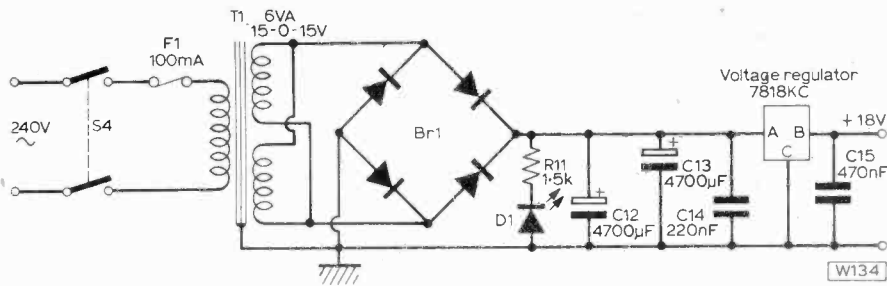 T1
6VA
15-0-15V
F1
100mA
240V
S4
Br1
R11
1·5k
D1
+
C12
4700µF
+
C13
4700µF
C14
220nF
Voltage regulator
7818KC
A B
C
+18V
C15
470nF
W134